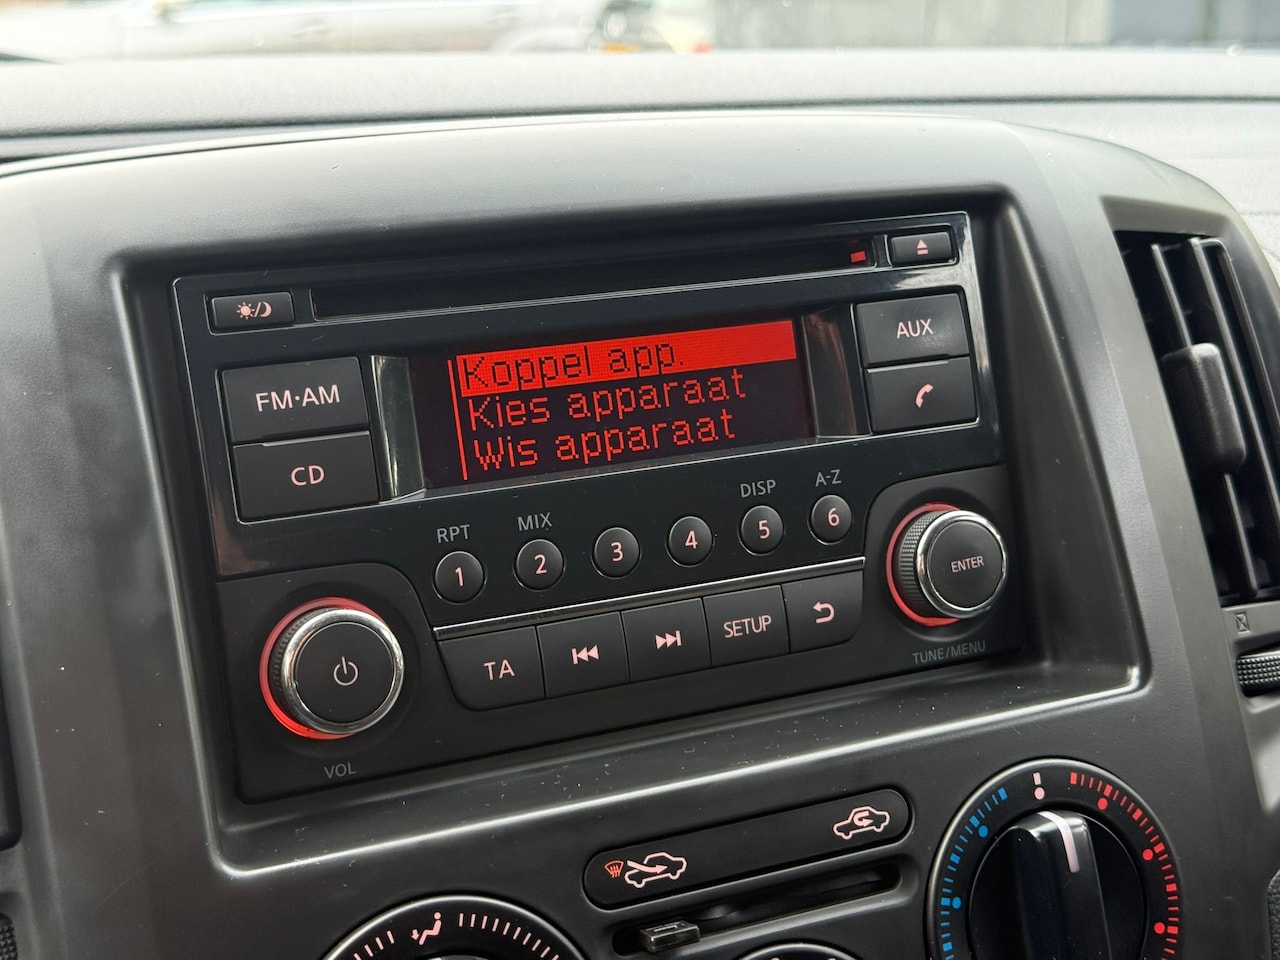 AUX
FM·AM
CD
Koppel app.
Kies apparaat
Wis apparaat
RPT
MIX
DISP
A-Z
1
2
3
4
5
6
TA
SETUP
ENTER
TUNE/MENU
VOL